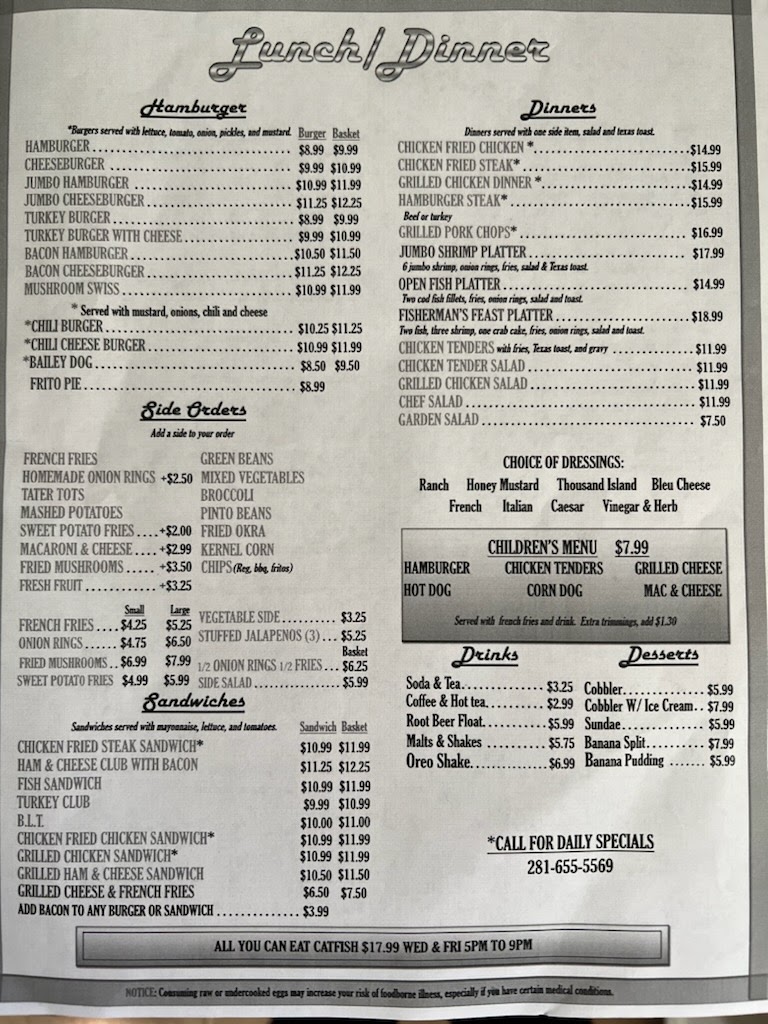 Lunch/Dinner
Hamburger
*Burgers served with lettuce, tomato, onion, pickles, and mustard. Burger Basket
HAMBURGER $8.99 $9.99
CHEESEBURGER $9.99 $10.99
JUMBO HAMBURGER $10.99 $11.99
JUMBO CHEESEBURGER $11.25 $12.25
TURKEY BURGER $8.99 $9.99
TURKEY BURGER WITH CHEESE $9.99 $10.99
BACON HAMBURGER $10.50 $11.50
BACON CHEESEBURGER $11.25 $12.25
MUSHROOM SWISS $10.99 $11.99
* Served with mustard, onions, chili and cheese
*CHILI BURGER $10.25 $11.25
*CHILI CHEESE BURGER $10.99 $11.99
*BAILEY DOG $8.50 $9.50
FRITO PIE $8.99
Side Orders
Add a side to your order
FRENCH FRIES GREEN BEANS
HOMEMADE ONION RINGS +$2.50 MIXED VEGETABLES
TATER TOTS BROCCOLI
MASHED POTATOES PINTO BEANS
SWEET POTATO FRIES .... +$2.00 FRIED OKRA
MACARONI & CHEESE .... +$2.99 KERNEL CORN
FRIED MUSHROOMS ..... +$3.50 CHIPS (Reg, bbq, fritos)
FRESH FRUIT ............ +$3.25
Small Large
FRENCH FRIES .... $4.25 $5.25
ONION RINGS ...... $4.75 $6.50
FRIED MUSHROOMS .. $6.99 $7.99
SWEET POTATO FRIES $4.99 $5.99
VEGETABLE SIDE .......... $3.25
STUFFED JALAPENOS (3) ... $5.25
Basket
1/2 ONION RINGS 1/2 FRIES ... $6.25
SIDE SALAD ................ $5.99
Sandwiches
Sandwiches served with mayonnaise, lettuce, and tomatoes. Sandwich Basket
CHICKEN FRIED STEAK SANDWICH* $10.99 $11.99
HAM & CHEESE CLUB WITH BACON $11.25 $12.25
FISH SANDWICH $10.99 $11.99
TURKEY CLUB $9.99 $10.99
B.L.T. $10.00 $11.00
CHICKEN FRIED CHICKEN SANDWICH* $10.99 $11.99
GRILLED CHICKEN SANDWICH* $10.99 $11.99
GRILLED HAM & CHEESE SANDWICH $10.50 $11.50
GRILLED CHEESE & FRENCH FRIES $6.50 $7.50
ADD BACON TO ANY BURGER OR SANDWICH ............. $3.99
Dinners
Dinners served with one side item, salad and texas toast.
CHICKEN FRIED CHICKEN * $14.99
CHICKEN FRIED STEAK* $15.99
GRILLED CHICKEN DINNER * $14.99
HAMBURGER STEAK* $15.99
Beef or turkey
GRILLED PORK CHOPS* $16.99
JUMBO SHRIMP PLATTER $17.99
6 jumbo shrimp, onion rings, fries, salad & Texas toast.
OPEN FISH PLATTER $14.99
Two cod fish fillets, fries, onion rings, salad and toast.
FISHERMAN'S FEAST PLATTER $18.99
Two fish, three shrimp, one crab cake, fries, onion rings, salad and toast.
CHICKEN TENDERS with fries, Texas toast, and gravy $11.99
CHICKEN TENDER SALAD $11.99
GRILLED CHICKEN SALAD $11.99
CHEF SALAD $11.99
GARDEN SALAD $7.50
CHOICE OF DRESSINGS:
Ranch Honey Mustard Thousand Island Bleu Cheese
French Italian Caesar Vinegar & Herb
CHILDREN'S MENU $7.99
HAMBURGER CHICKEN TENDERS GRILLED CHEESE
HOT DOG CORN DOG MAC & CHEESE
Served with french fries and drink. Extra trimmings, add $1.30
Drinks
Soda & Tea $3.25
Coffee & Hot tea $2.99
Root Beer Float $5.99
Malts & Shakes $5.75
Oreo Shake $6.99
Desserts
Cobbler $5.99
Cobbler W/ Ice Cream.. $7.99
Sundae $5.99
Banana Split $7.99
Banana Pudding $5.99
*CALL FOR DAILY SPECIALS
281-655-5569
ALL YOU CAN EAT CATFISH $17.99 WED & FRI 5PM TO 9PM
NOTICE: Consuming raw or undercooked eggs may increase your risk of foodborne illness, especially if you have certain medical conditions.